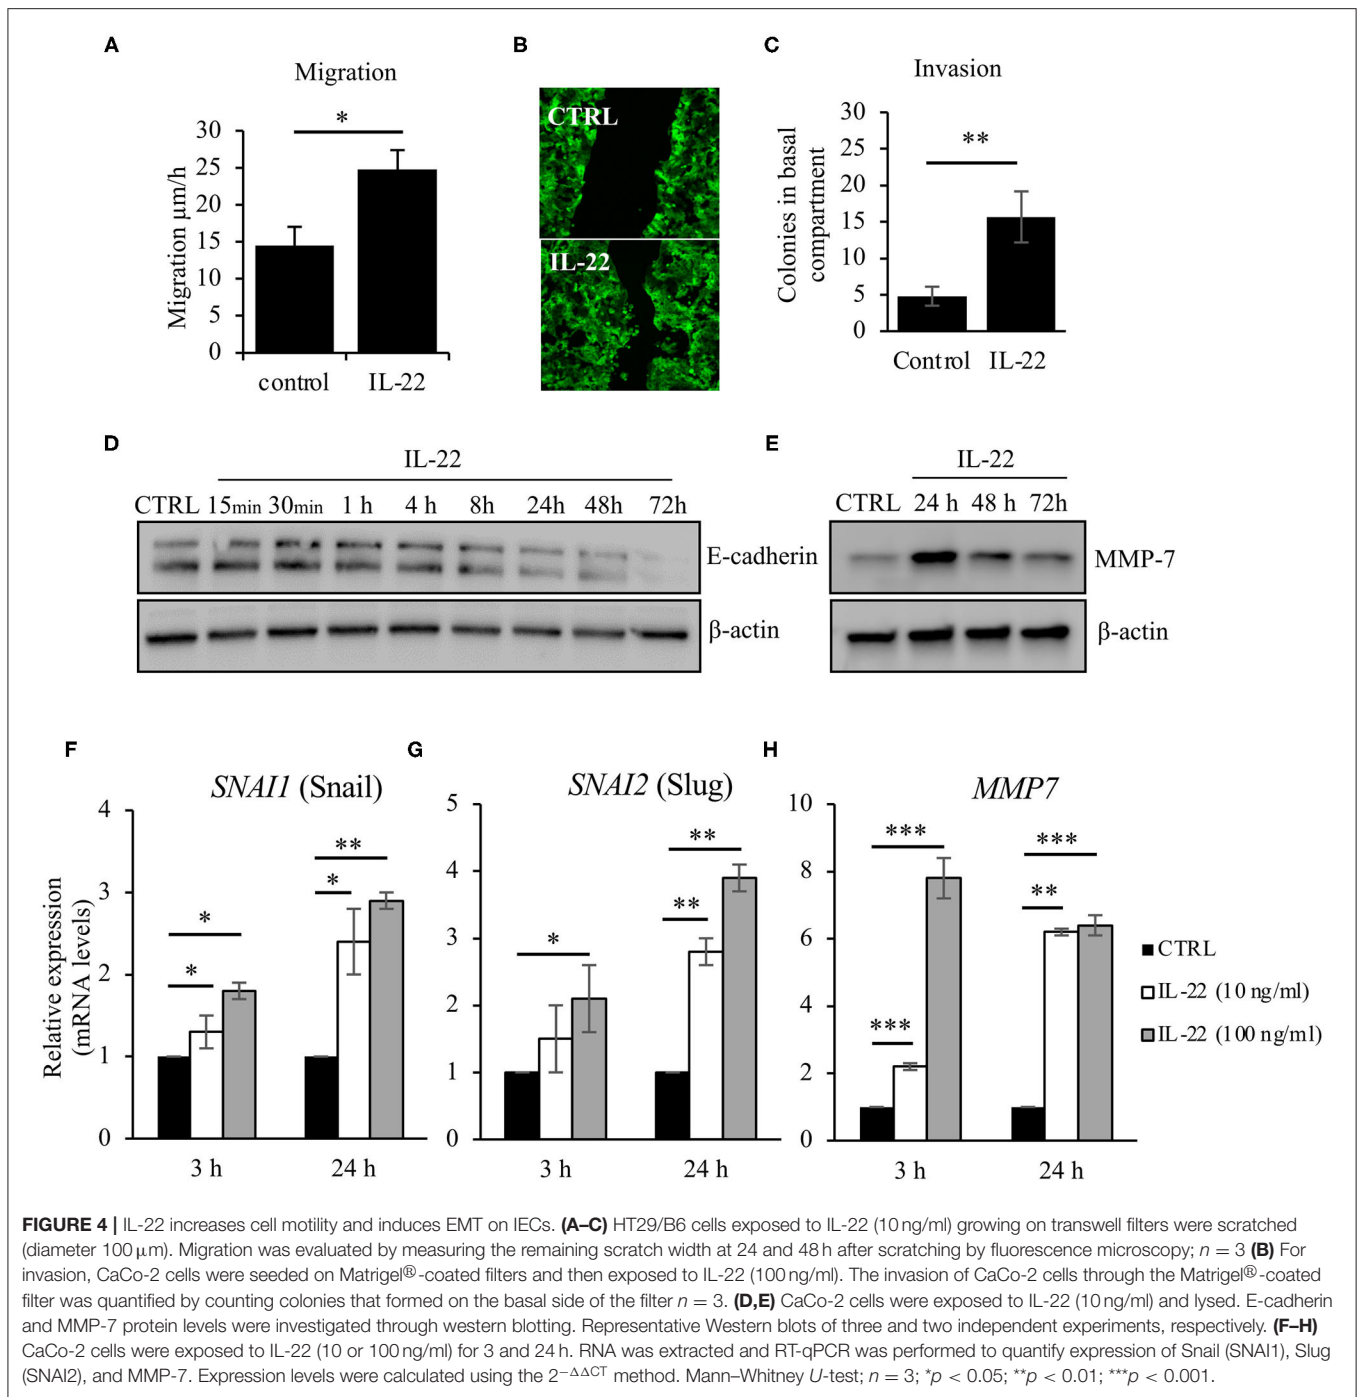 A
Migration
*
30
25
20
15
10
5
0
Migration μm/h
control IL-22
B
CTRL
IL-22
C
Invasion
**
30
25
20
15
10
5
0
Colonies in basal
compartment
Control IL-22
D
IL-22
CTRL 15min 30min 1 h 4 h 8h 24h 48h 72h
E-cadherin
β-actin
E
IL-22
CTRL 24 h 48 h 72h
MMP-7
β-actin
F
SNAI1 (Snail)
4
3
2
1
0
Relative expression
(mRNA levels)
* * * **
3 h 24 h
G
SNAI2 (Slug)
5
4
3
2
1
0
* ** **
3 h 24 h
H
MMP7
10
8
6
4
2
0
*** *** ** ***
3 h 24 h
CTRL
IL-22 (10 ng/ml)
IL-22 (100 ng/ml)
FIGURE 4 | IL-22 increases cell motility and induces EMT on IECs. (A–C) HT29/B6 cells exposed to IL-22 (10 ng/ml) growing on transwell filters were scratched
(diameter 100 μm). Migration was evaluated by measuring the remaining scratch width at 24 and 48 h after scratching by fluorescence microscopy; n = 3 (B) For
invasion, CaCo-2 cells were seeded on Matrigel®-coated filters and then exposed to IL-22 (100 ng/ml). The invasion of CaCo-2 cells through the Matrigel®-coated
filter was quantified by counting colonies that formed on the basal side of the filter n = 3. (D,E) CaCo-2 cells were exposed to IL-22 (10 ng/ml) and lysed. E-cadherin
and MMP-7 protein levels were investigated through western blotting. Representative Western blots of three and two independent experiments, respectively. (F–H)
CaCo-2 cells were exposed to IL-22 (10 or 100 ng/ml) for 3 and 24 h. RNA was extracted and RT-qPCR was performed to quantify expression of Snail (SNAI1), Slug
(SNAI2), and MMP-7. Expression levels were calculated using the 2−ΔΔCT method. Mann–Whitney U-test; n = 3; *p < 0.05; **p < 0.01; ***p < 0.001.